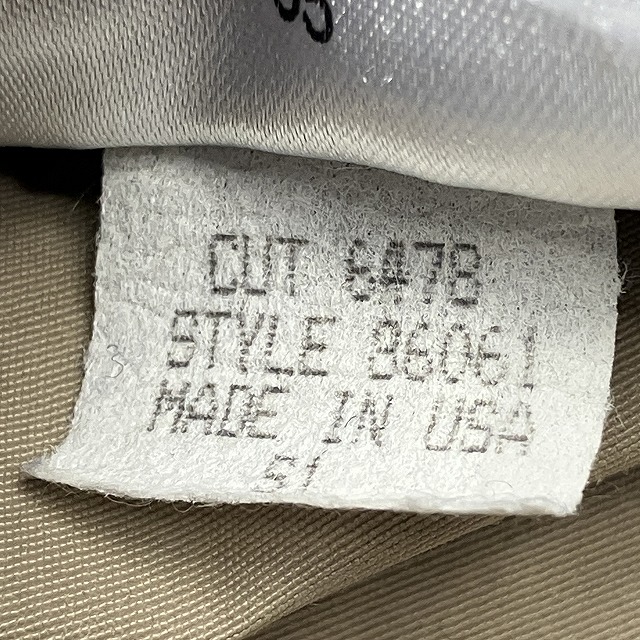 CUT 6478
STYLE 86061
MADE IN USA
51